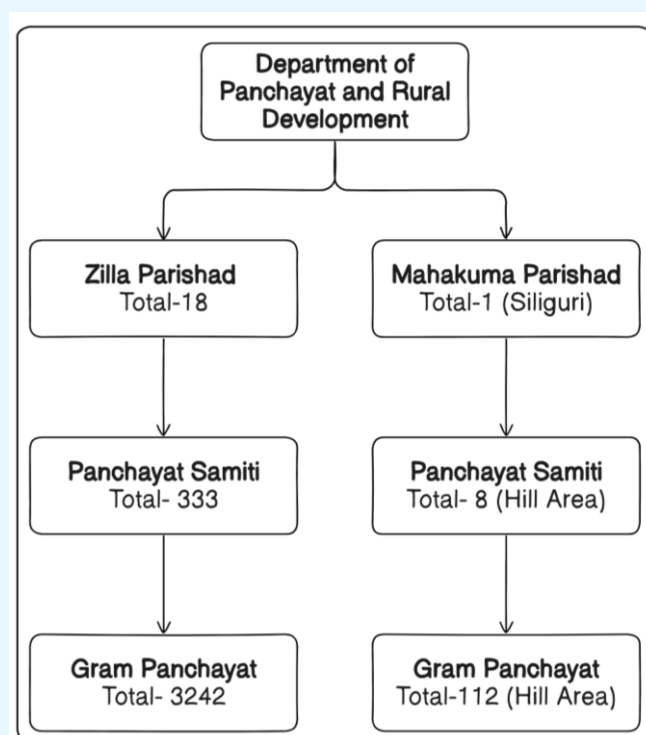 Department of
Panchayat and Rural
Development
Zilla Parishad
Total-18
Mahakuma Parishad
Total-1 (Siliguri)
Panchayat Samiti
Total- 333
Panchayat Samiti
Total- 8 (Hill Area)
Gram Panchayat
Total- 3242
Gram Panchayat
Total-112 (Hill Area)